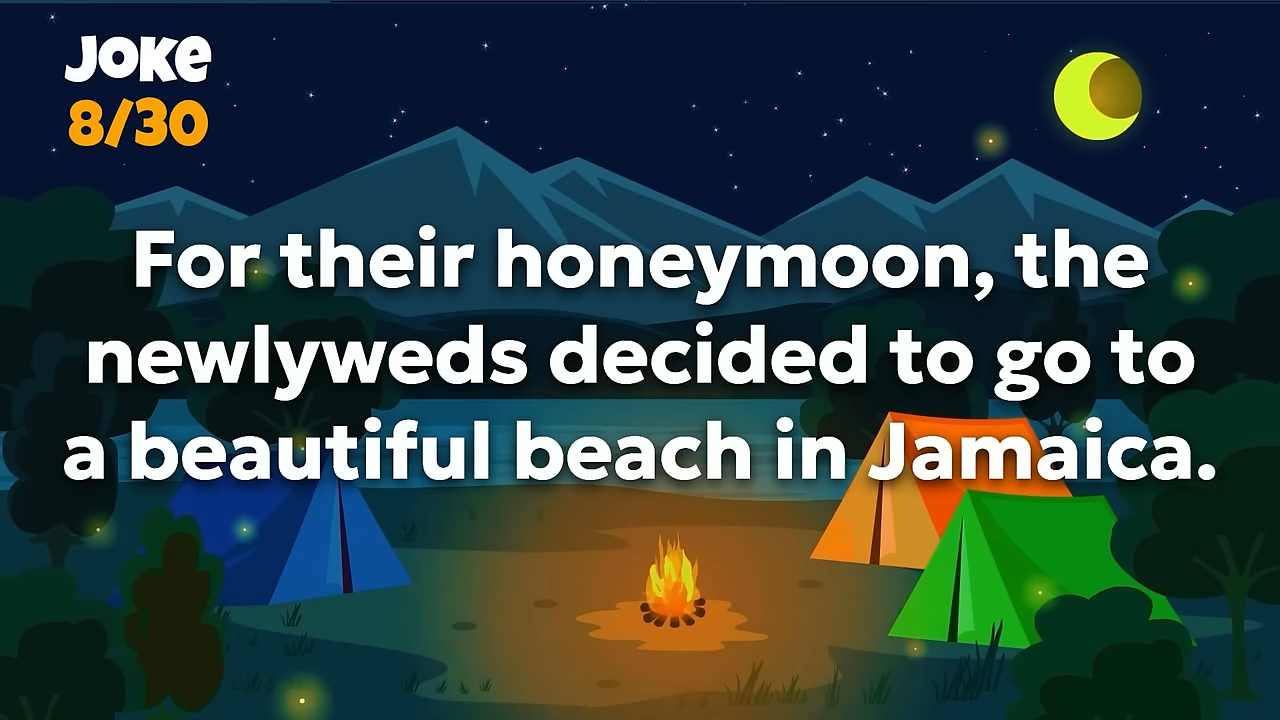 Joke
8/30
For their honeymoon, the
newlyweds decided to go to
a beautiful beach in Jamaica.